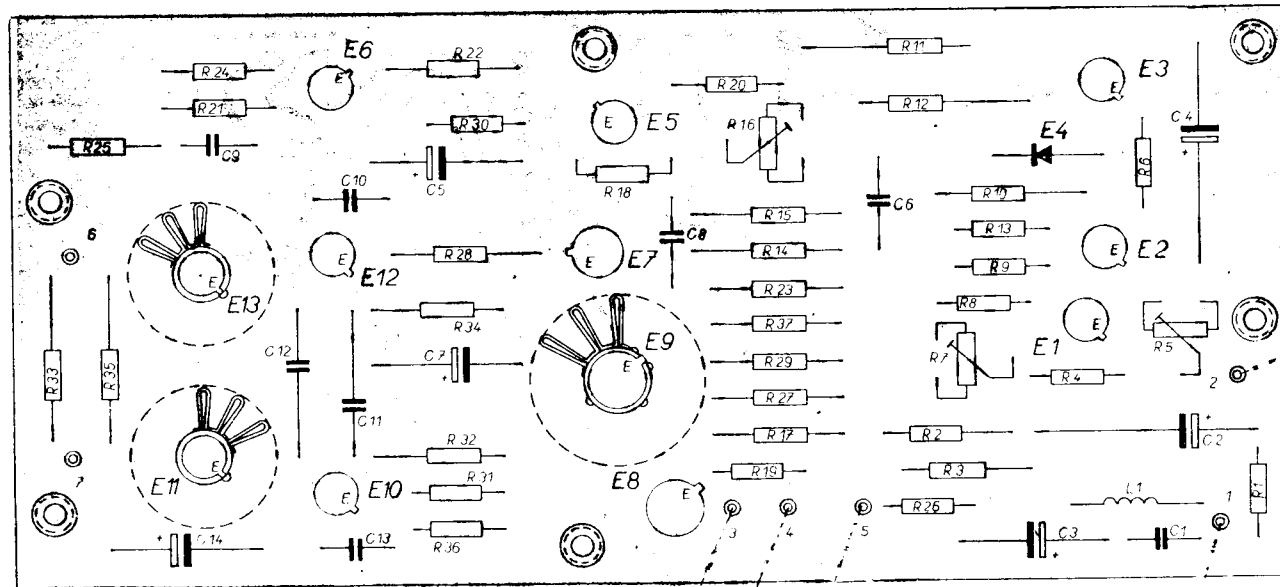 R11
E6
R22
E3
R24
R20
R21
R12
E
E
E5
R16
C4
+
E
R30
E4
R25
C9
R6
+
C5
R18
C10
R10
C6
R15
6
C8
R13
E
E12
R28
E
E7
R14
E
E2
E
E13
R9
R23
R8
R34
R37
E
E1
E9
R5
C12
C7
+
E
R29
R7
R33
R35
R4
2
C11
R27
+
R32
R17
R2
C2
E
E11
R19
R3
R31
E10
E
E8
E
L1
R1
1
R26
3
4
5
R36
+
C14
C13
+
C3
C1